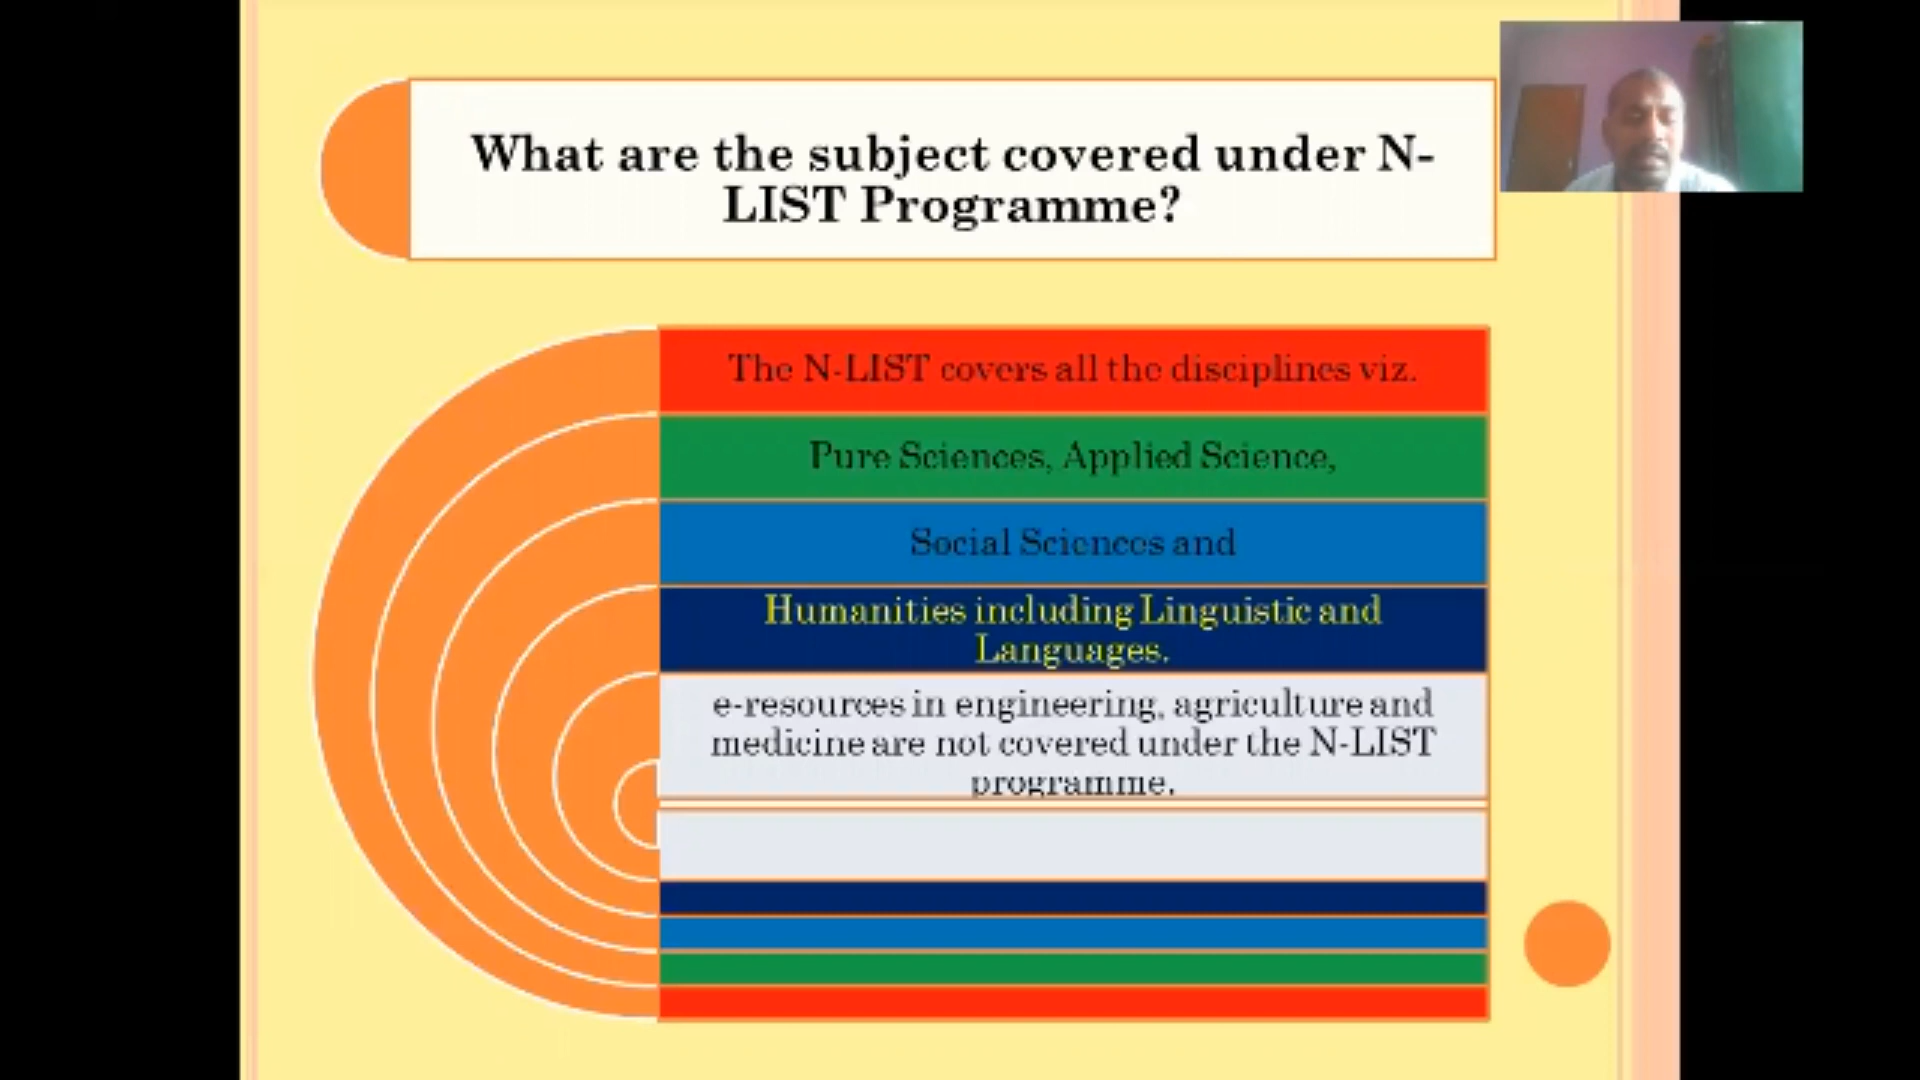 What are the subject covered under N-
LIST Programme?
The N-LIST covers all the disciplines viz.
Pure Sciences, Applied Science,
Social Sciences and
Humanities including Linguistic and
Languages.
e-resources in engineering, agriculture and
medicine are not covered under the N-LIST
programme.